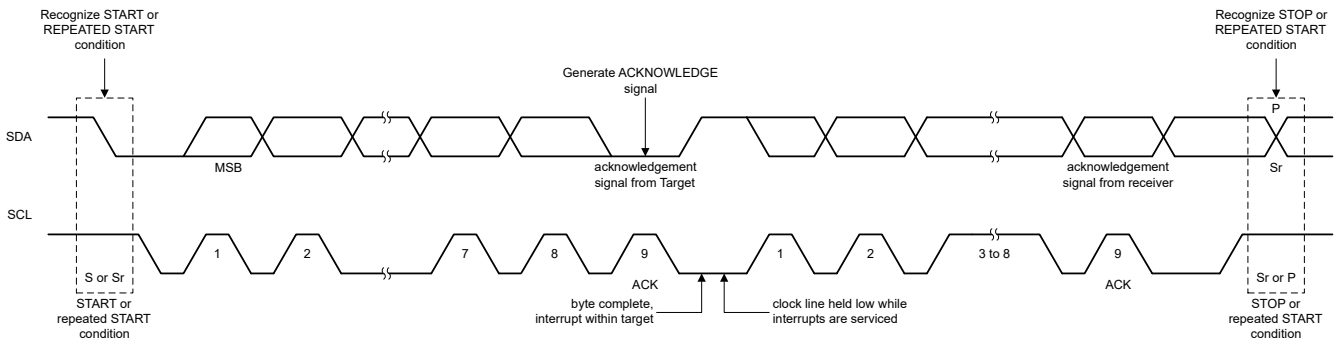 Recognize START or
REPEATED START
condition
Recognize STOP or
REPEATED START
condition
Generate ACKNOWLEDGE
signal
P
SDA
MSB
acknowledgement
signal from Target
acknowledgement
signal from receiver
Sr
SCL
1
2
7
8
9
1
2
3 to 8
9
S or Sr
ACK
ACK
Sr or P
START or
repeated START
condition
byte complete,
interrupt within target
clock line held low while
interrupts are serviced
STOP or
repeated START
condition